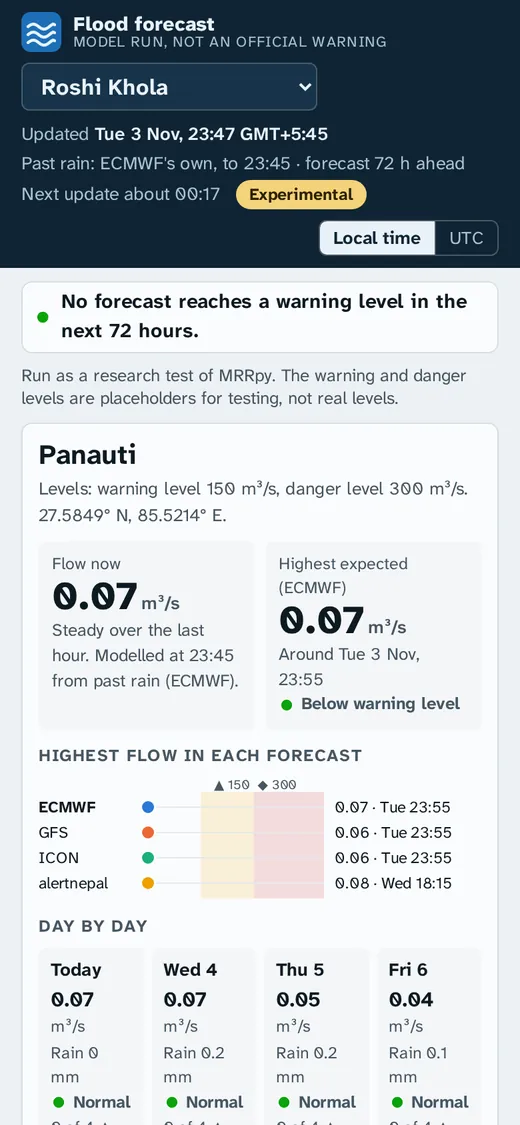 Flood forecast
MODEL RUN, NOT AN OFFICIAL WARNING
Roshi Khola
Updated Tue 3 Nov, 23:47 GMT+5:45
Past rain: ECMWF's own, to 23:45 · forecast 72 h ahead
Next update about 00:17 Experimental
Local time UTC
No forecast reaches a warning level in the
next 72 hours.
Run as a research test of MRRpy. The warning and danger
levels are placeholders for testing, not real levels.
Panauti
Levels: warning level 150 m³/s, danger level 300 m³/s.
27.5849° N, 85.5214° E.
Flow now
0.07 m³/s
Steady over the last
hour. Modelled at 23:45
from past rain (ECMWF).
Highest expected
(ECMWF)
0.07 m³/s
Around Tue 3 Nov,
23:55
Below warning level
HIGHEST FLOW IN EACH FORECAST
▲ 150 ◆ 300
ECMWF 0.07 · Tue 23:55
GFS 0.06 · Tue 23:55
ICON 0.06 · Tue 23:55
alertnepal 0.08 · Wed 18:15
DAY BY DAY
Today
0.07
m³/s
Rain 0
mm
Normal
Wed 4
0.07
m³/s
Rain 0.2
mm
Normal
Thu 5
0.05
m³/s
Rain 0.2
mm
Normal
Fri 6
0.04
m³/s
Rain 0.1
mm
Normal